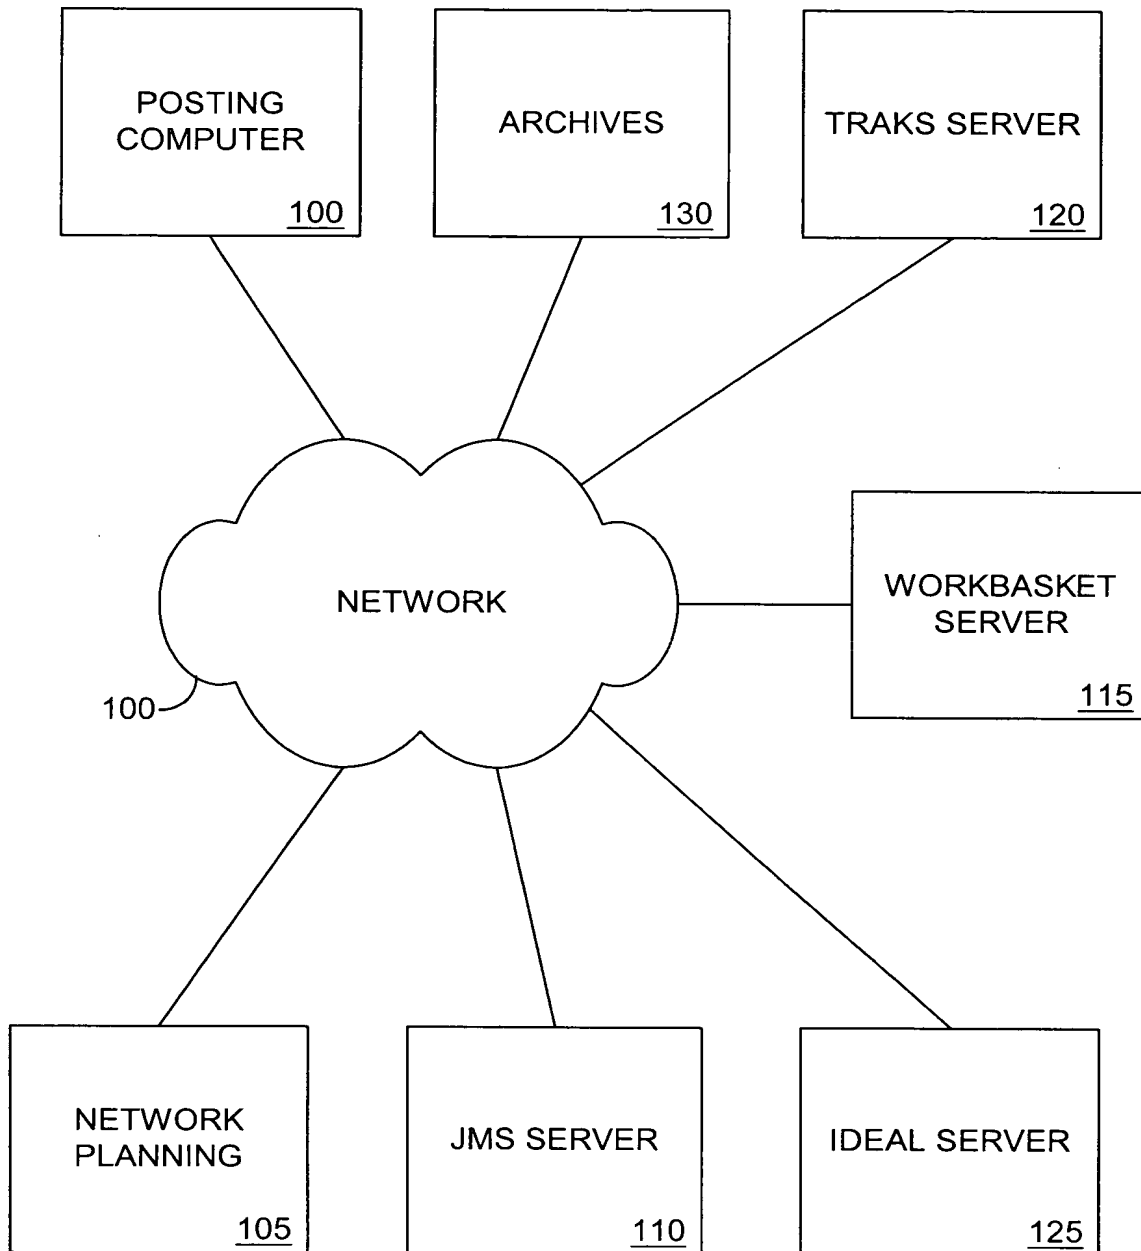 POSTING
COMPUTER
100
ARCHIVES
130
TRAKS SERVER
120
NETWORK
100
WORKBASKET
SERVER
115
NETWORK
PLANNING
105
JMS SERVER
110
IDEAL SERVER
125